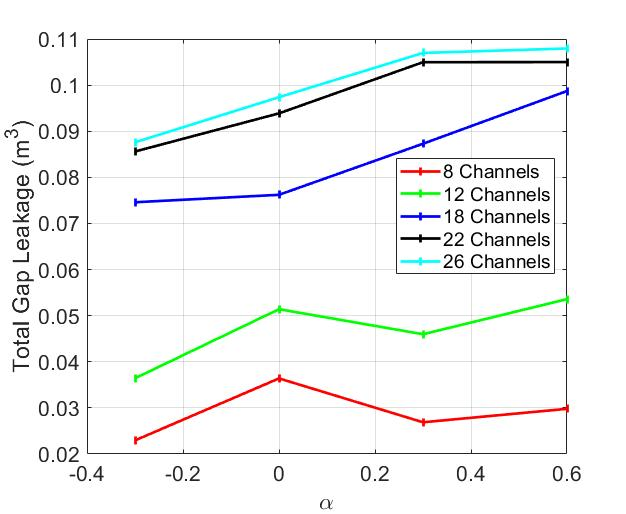 0.11
0.1
0.09
0.08
0.07
0.06
0.05
0.04
0.03
0.02
Total Gap Leakage (m³)
8 Channels
12 Channels
18 Channels
22 Channels
26 Channels
-0.4 -0.2 0 0.2 0.4 0.6
α